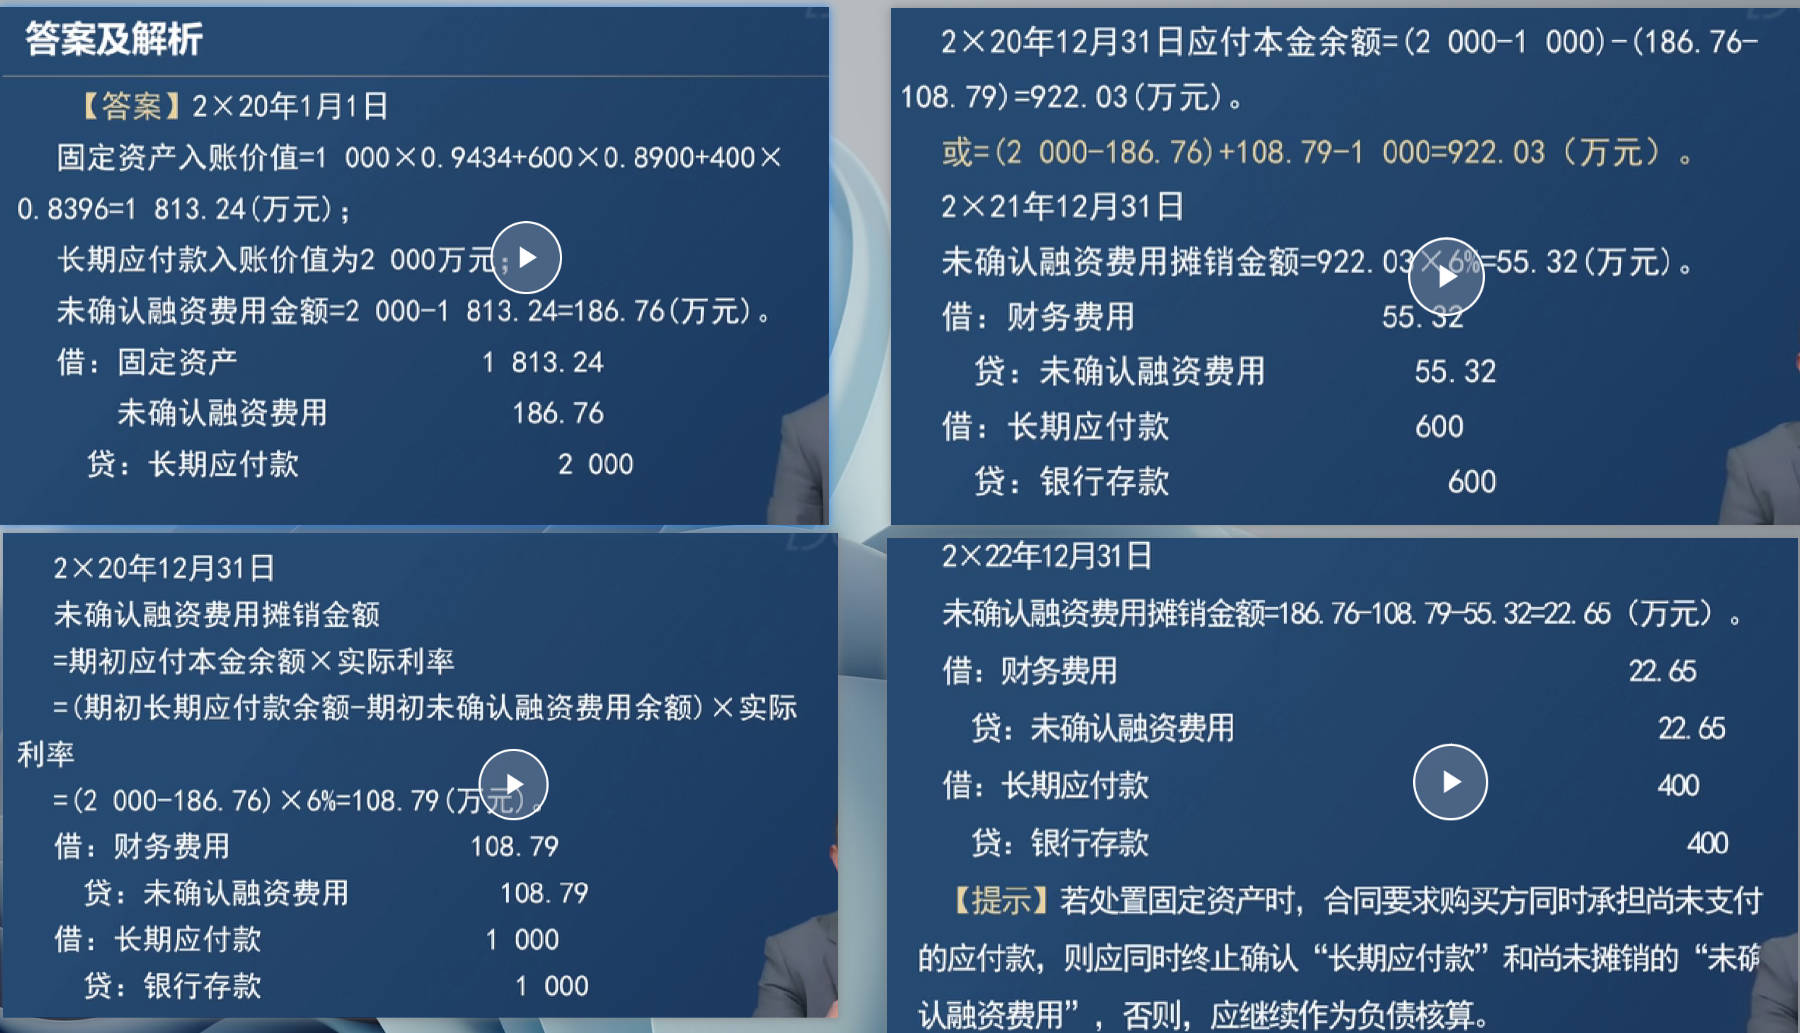 答案及解析
【答案】2×20年1月1日
固定资产入账价值=1 000×0.9434+600×0.8900+400×
0.8396=1 813.24(万元);
长期应付款入账价值为2 000万元;
未确认融资费用金额=2 000-1 813.24=186.76(万元)。
借:固定资产 1 813.24
未确认融资费用 186.76
贷:长期应付款 2 000
2×20年12月31日
未确认融资费用摊销金额
=期初应付本金余额×实际利率
=(期初长期应付款余额-期初未确认融资费用余额)×实际
利率
=(2 000-186.76)×6%=108.79(万元)。
借:财务费用 108.79
贷:未确认融资费用 108.79
借:长期应付款 1 000
贷:银行存款 1 000
2×20年12月31日应付本金余额=(2 000-1 000)-(186.76-
108.79)=922.03(万元)。
或=(2 000-186.76)+108.79-1 000=922.03(万元)。
2×21年12月31日
未确认融资费用摊销金额=922.03×6%=55.32(万元)。
借:财务费用 55.32
贷:未确认融资费用 55.32
借:长期应付款 600
贷:银行存款 600
2×22年12月31日
未确认融资费用摊销金额=186.76-108.79-55.32=22.65(万元)。
借:财务费用 22.65
贷:未确认融资费用 22.65
借:长期应付款 400
贷:银行存款 400
【提示】若处置固定资产时,合同要求购买方同时承担尚未支付
的应付款,则应同时终止确认“长期应付款”和尚未摊销的“未确
认融资费用”,否则,应继续作为负债核算。